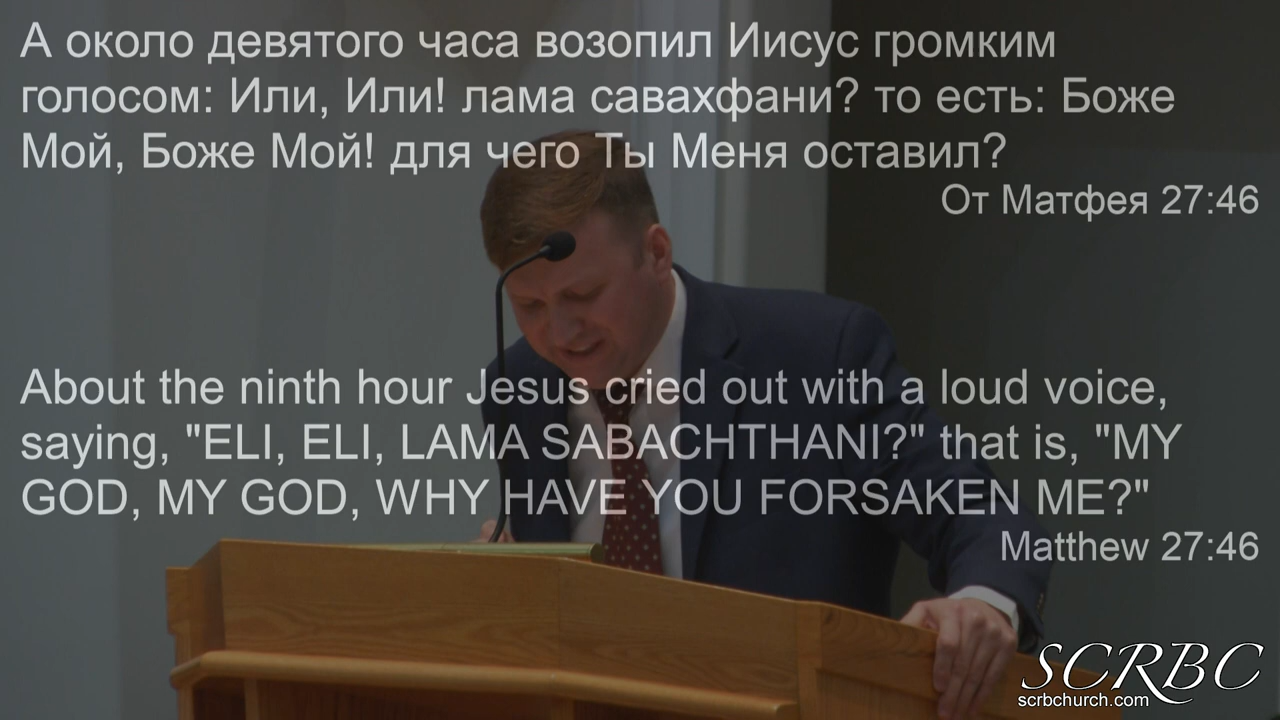 А около девятого часа возопил Иисус громким
голосом: Или, Или! лама савахфани? то есть: Боже
Мой, Боже Мой! для чего Ты Меня оставил?
От Матфея 27:46
About the ninth hour Jesus cried out with a loud voice,
saying, "ELI, ELI, LAMA SABACHTHANI?" that is, "MY
GOD, MY GOD, WHY HAVE YOU FORSAKEN ME?"
Matthew 27:46
SCRBC
scrbchurch.com